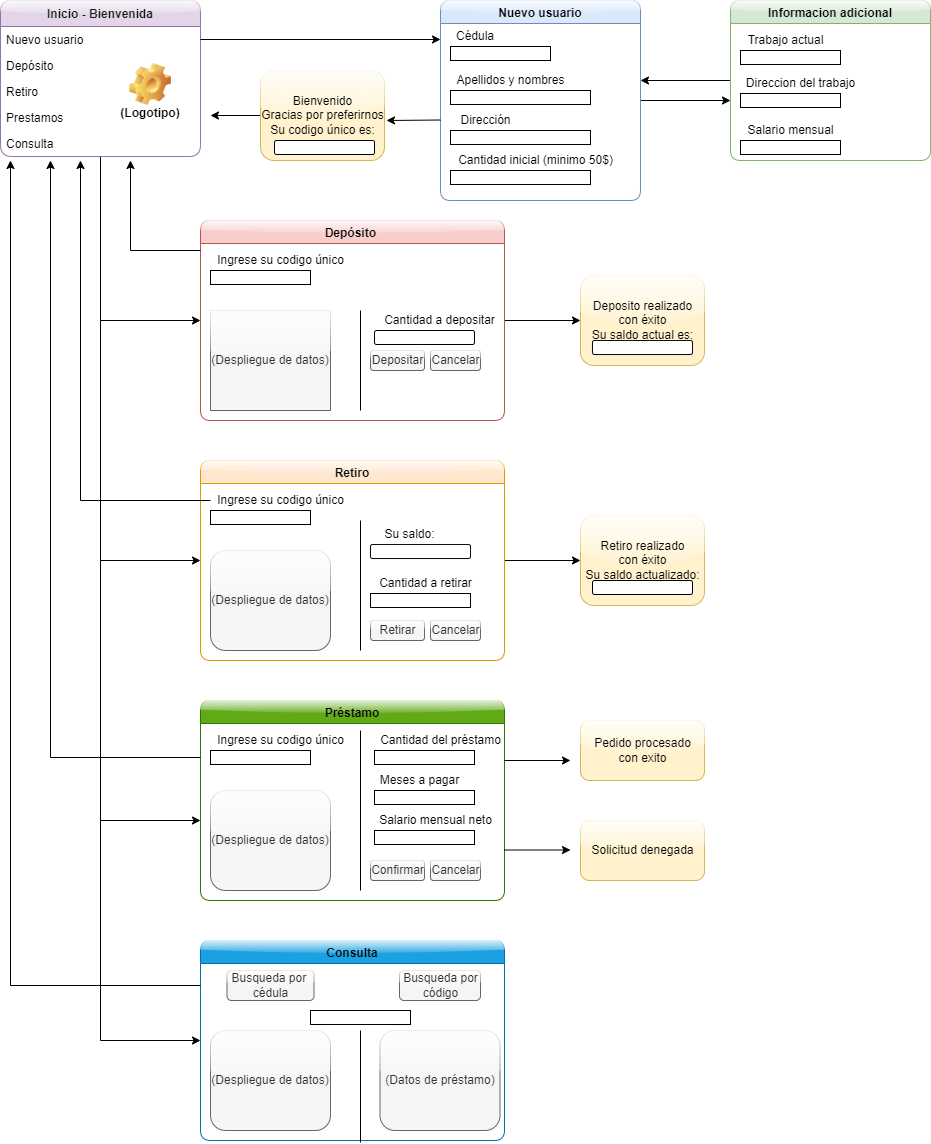 Inicio - Bienvenida
Nuevo usuario
Depósito
Retiro
Prestamos
Consulta
(Logotipo)
Bienvenido
Gracias por preferirnos
Su codigo único es:
Nuevo usuario
Cédula
Apellidos y nombres
Dirección
Cantidad inicial (minimo 50$)
Informacion adicional
Trabajo actual
Direccion del trabajo
Salario mensual
Depósito
Ingrese su codigo único
(Despliegue de datos)
Cantidad a depositar
Depositar
Cancelar
Deposito realizado
con éxito
Su saldo actual es:
Retiro
Ingrese su codigo único
(Despliegue de datos)
Su saldo:
Cantidad a retirar
Retirar
Cancelar
Retiro realizado
con éxito
Su saldo actualizado:
Préstamo
Ingrese su codigo único
(Despliegue de datos)
Cantidad del préstamo
Meses a pagar
Salario mensual neto
Confirmar
Cancelar
Pedido procesado
con exito
Solicitud denegada
Consulta
Busqueda por
cédula
Busqueda por
código
(Despliegue de datos)
(Datos de préstamo)